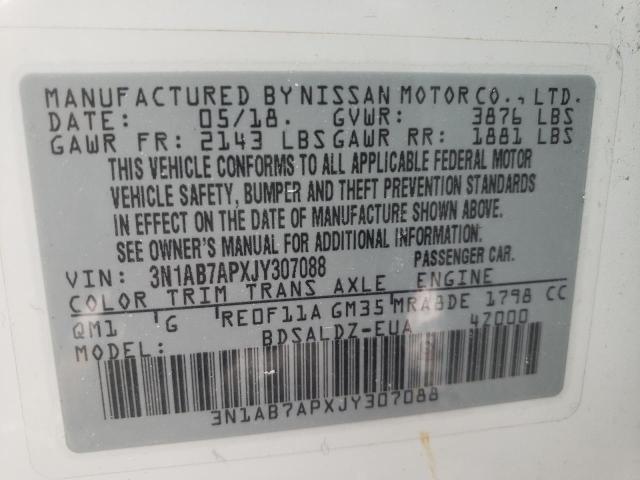 MANUFACTURED BY NISSAN MOTOR CO., LTD.
DATE: 05/18. GVWR: 3876 LBS
GAWR FR: 2143 LBS GAWR RR: 1881 LBS
THIS VEHICLE CONFORMS TO ALL APPLICABLE FEDERAL MOTOR
VEHICLE SAFETY, BUMPER AND THEFT PREVENTION STANDARDS
IN EFFECT ON THE DATE OF MANUFACTURE SHOWN ABOVE.
SEE OWNER'S MANUAL FOR ADDITIONAL INFORMATION.
VIN: 3N1AB7APXJY307088 PASSENGER CAR.
COLOR TRIM TRANS AXLE ENGINE
QM1 G RE0F11A GM35 MRA8DE 1798 CC
MODEL: BDSALDZ-EUA 47000
3N1AB7APXJY307088